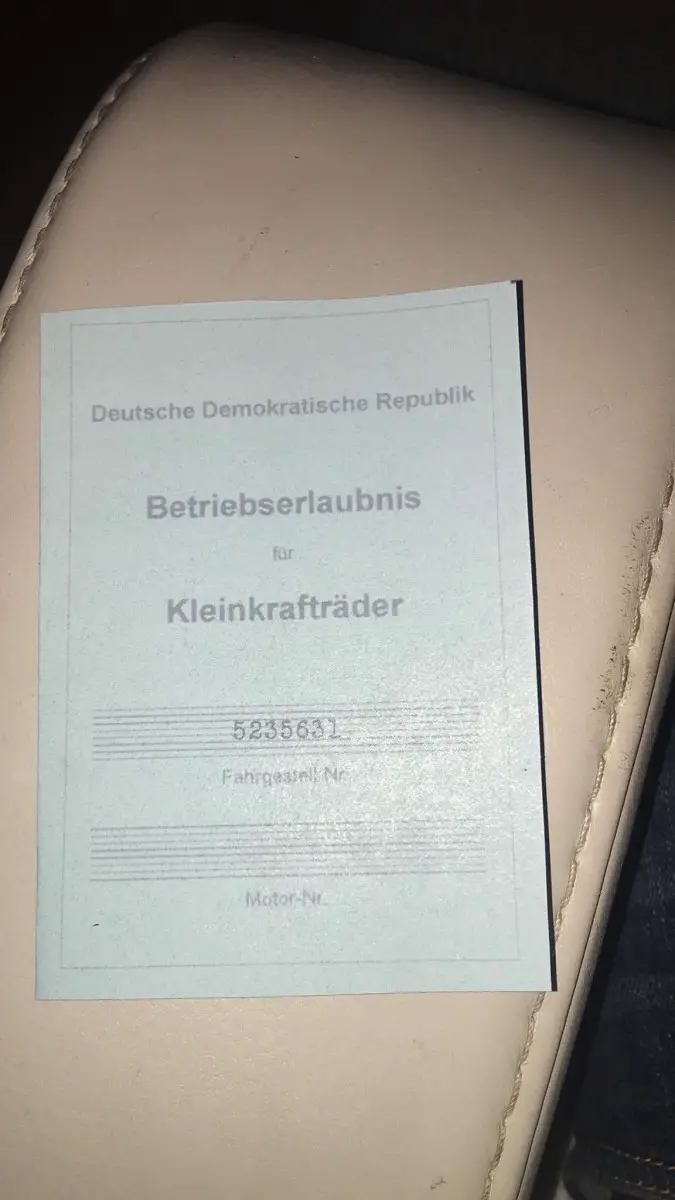 Deutsche Demokratische Republik
Betriebserlaubnis
für
Kleinkrafträder
5235631
Fahrgestell Nr.
Motor-Nr.